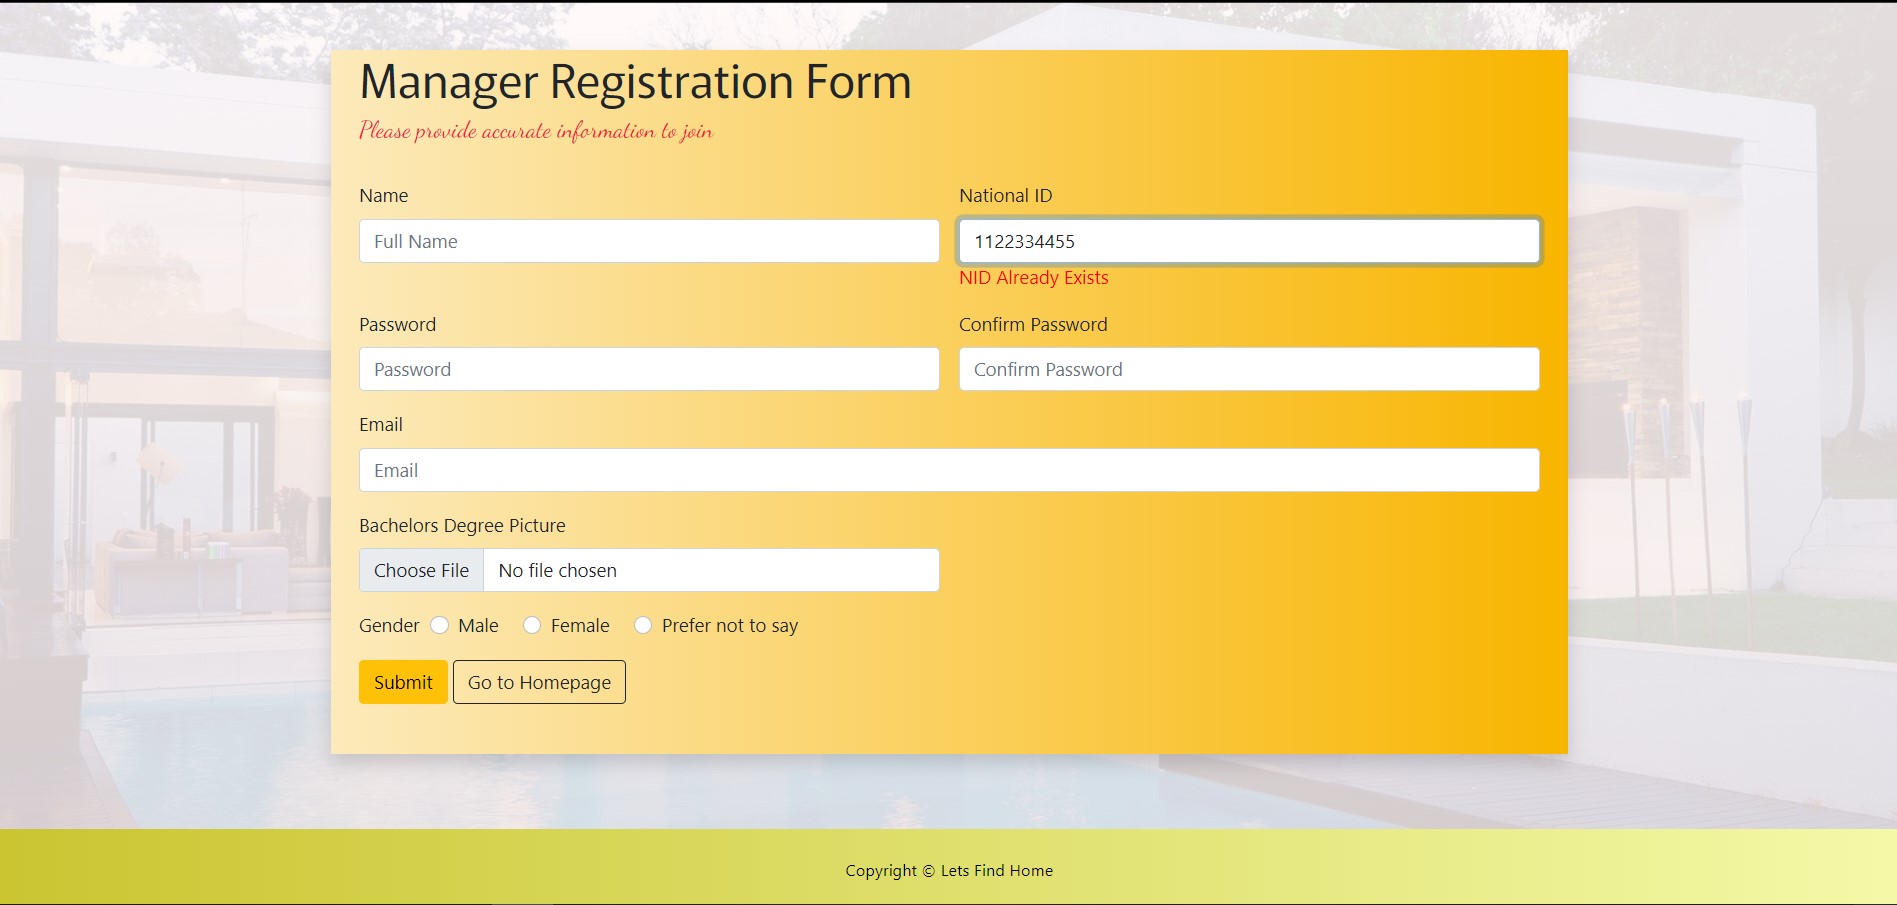 Manager Registration Form
Please provide accurate information to join
Name
National ID
Full Name
1122334455
NID Already Exists
Password
Confirm Password
Password
Confirm Password
Email
Email
Bachelors Degree Picture
Choose File No file chosen
Gender Male Female Prefer not to say
Submit Go to Homepage
Copyright © Lets Find Home